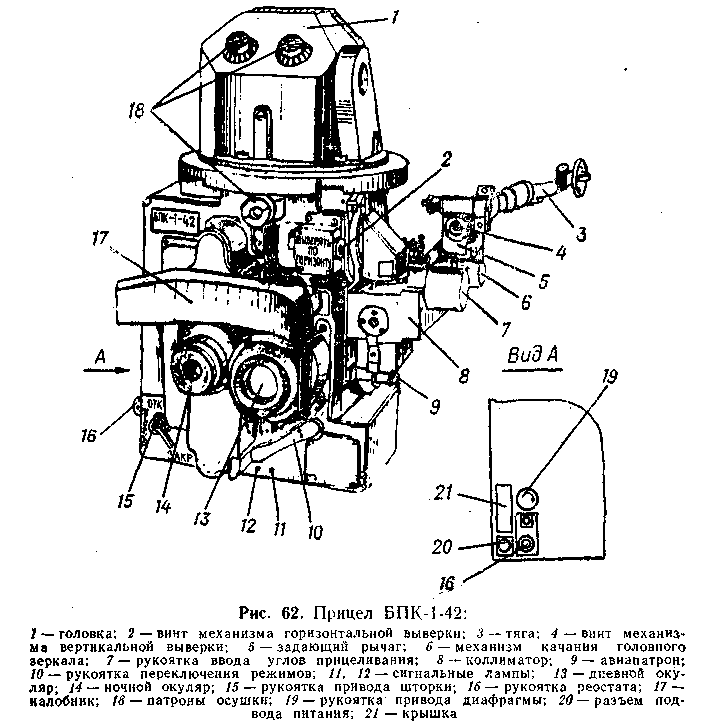 1
18
2
БПК-1-42
ВЫВЕРЯТЬ
ПО
ГОРИЗОНТУ
3
17
4
5
6
7
А
8
Вид А
9
19
16
ОТК
ЗАКР
15
14
13
12
11
10
21
20
16
Рис. 62. Прицел БПК-1-42:
1 — головка; 2 — винт механизма горизонтальной выверки; 3 — тяга; 4 — винт механиз-
ма вертикальной выверки; 5 — задающий рычаг; 6 — механизм качания головного
зеркала; 7 — рукоятка ввода углов прицеливания; 8 — коллиматор; 9 — авиапатрон;
10 — рукоятка переключения режимов; 11, 12 — сигнальные лампы; 13 — дневной оку-
ляр; 14 — ночной окуляр; 15 — рукоятка привода шторки; 16 — рукоятка реостата; 17 —
налобник; 18 — патроны осушки; 19 — рукоятка привода диафрагмы; 20 — разъем под-
вода питания; 21 — крышка